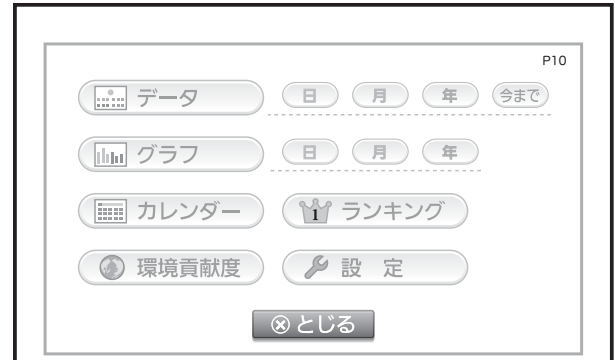 P10
データ 日 月 年 今まで
グラフ 日 月 年
カレンダー 1 ランキング
環境貢献度 設 定
とじる